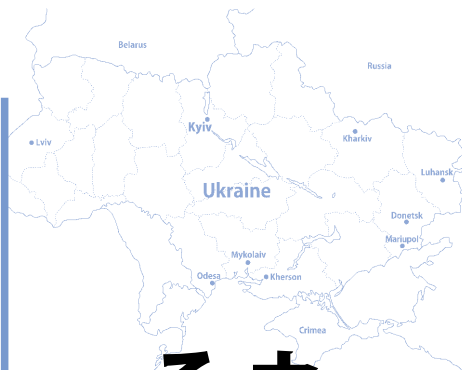 Belarus
Russia
Kyiv
Kharkiv
Lviv
Luhansk
Ukraine
Donetsk
Mariupol
Mykolaiv
Odesa
Kherson
Crimea